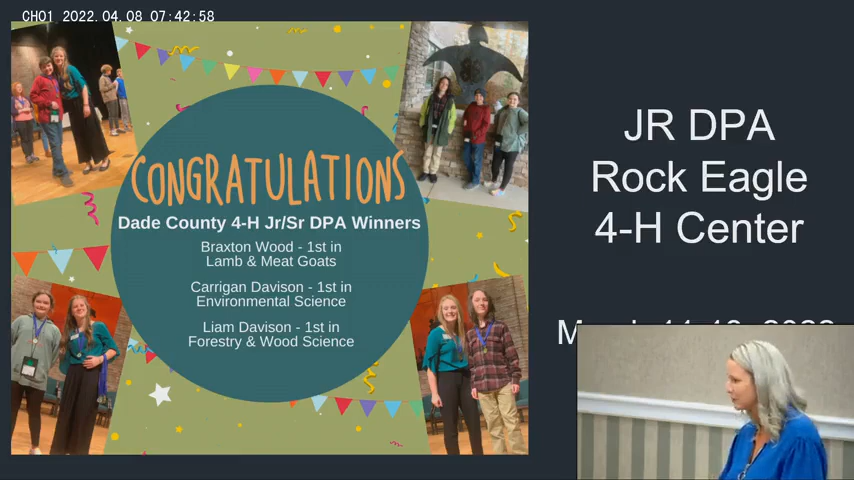 CH01 2022.04.08 07:42:58
CONGRATULATIONS
Dade County 4-H Jr/Sr DPA Winners
Braxton Wood - 1st in
Lamb & Meat Goats
Carrigan Davison - 1st in
Environmental Science
Liam Davison - 1st in
Forestry & Wood Science
JR DPA
Rock Eagle
4-H Center